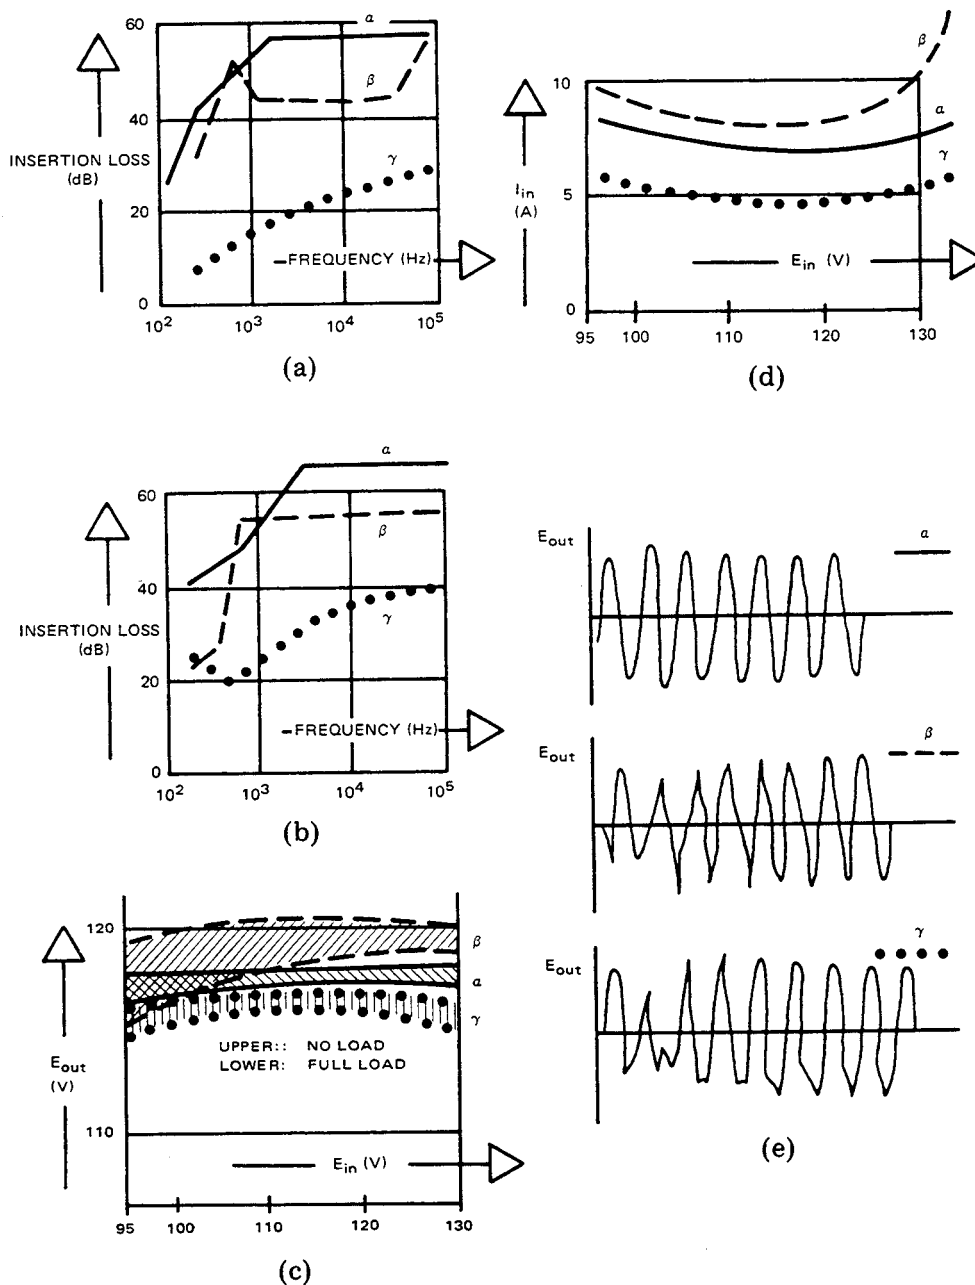 60
40
20
0
INSERTION LOSS
(dB)
α
β
γ
FREQUENCY (Hz)
10²
10³
10⁴
10⁵
(a)
10
5
0
I_in
(A)
β
α
γ
E_in (V)
95
100
110
120
130
(d)
60
40
20
0
INSERTION LOSS
(dB)
α
β
γ
FREQUENCY (Hz)
10²
10³
10⁴
10⁵
(b)
120
110
E_out
(V)
β
α
γ
UPPER:: NO LOAD
LOWER: FULL LOAD
E_in (V)
95
100
110
120
130
(c)
E_out
α
E_out
β
E_out
γ
(e)